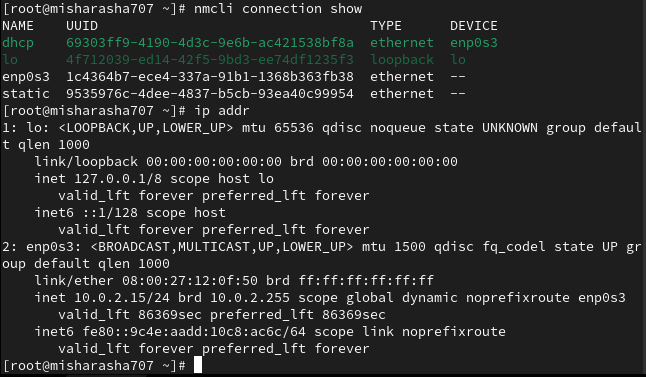 [root@misharasha707 ~]# nmcli connection show
NAME    UUID                                  TYPE      DEVICE
dhcp    69303ff9-4190-4d3c-9e6b-ac421538bf8a  ethernet  enp0s3
lo      4f712039-ed14-42f5-9bd3-ee74df1235f3  loopback  lo
enp0s3  1c4364b7-ece4-337a-91b1-1368b363fb38  ethernet  --
static  9535976c-4dee-4837-b5cb-93ea40c99954  ethernet  --
[root@misharasha707 ~]# ip addr
1: lo: <LOOPBACK,UP,LOWER_UP> mtu 65536 qdisc noqueue state UNKNOWN group defaul
t qlen 1000
    link/loopback 00:00:00:00:00:00 brd 00:00:00:00:00:00
    inet 127.0.0.1/8 scope host lo
       valid_lft forever preferred_lft forever
    inet6 ::1/128 scope host
       valid_lft forever preferred_lft forever
2: enp0s3: <BROADCAST,MULTICAST,UP,LOWER_UP> mtu 1500 qdisc fq_codel state UP gr
oup default qlen 1000
    link/ether 08:00:27:12:0f:50 brd ff:ff:ff:ff:ff:ff
    inet 10.0.2.15/24 brd 10.0.2.255 scope global dynamic noprefixroute enp0s3
       valid_lft 86369sec preferred_lft 86369sec
    inet6 fe80::9c4e:aadd:10c8:ac6c/64 scope link noprefixroute
       valid_lft forever preferred_lft forever
[root@misharasha707 ~]#